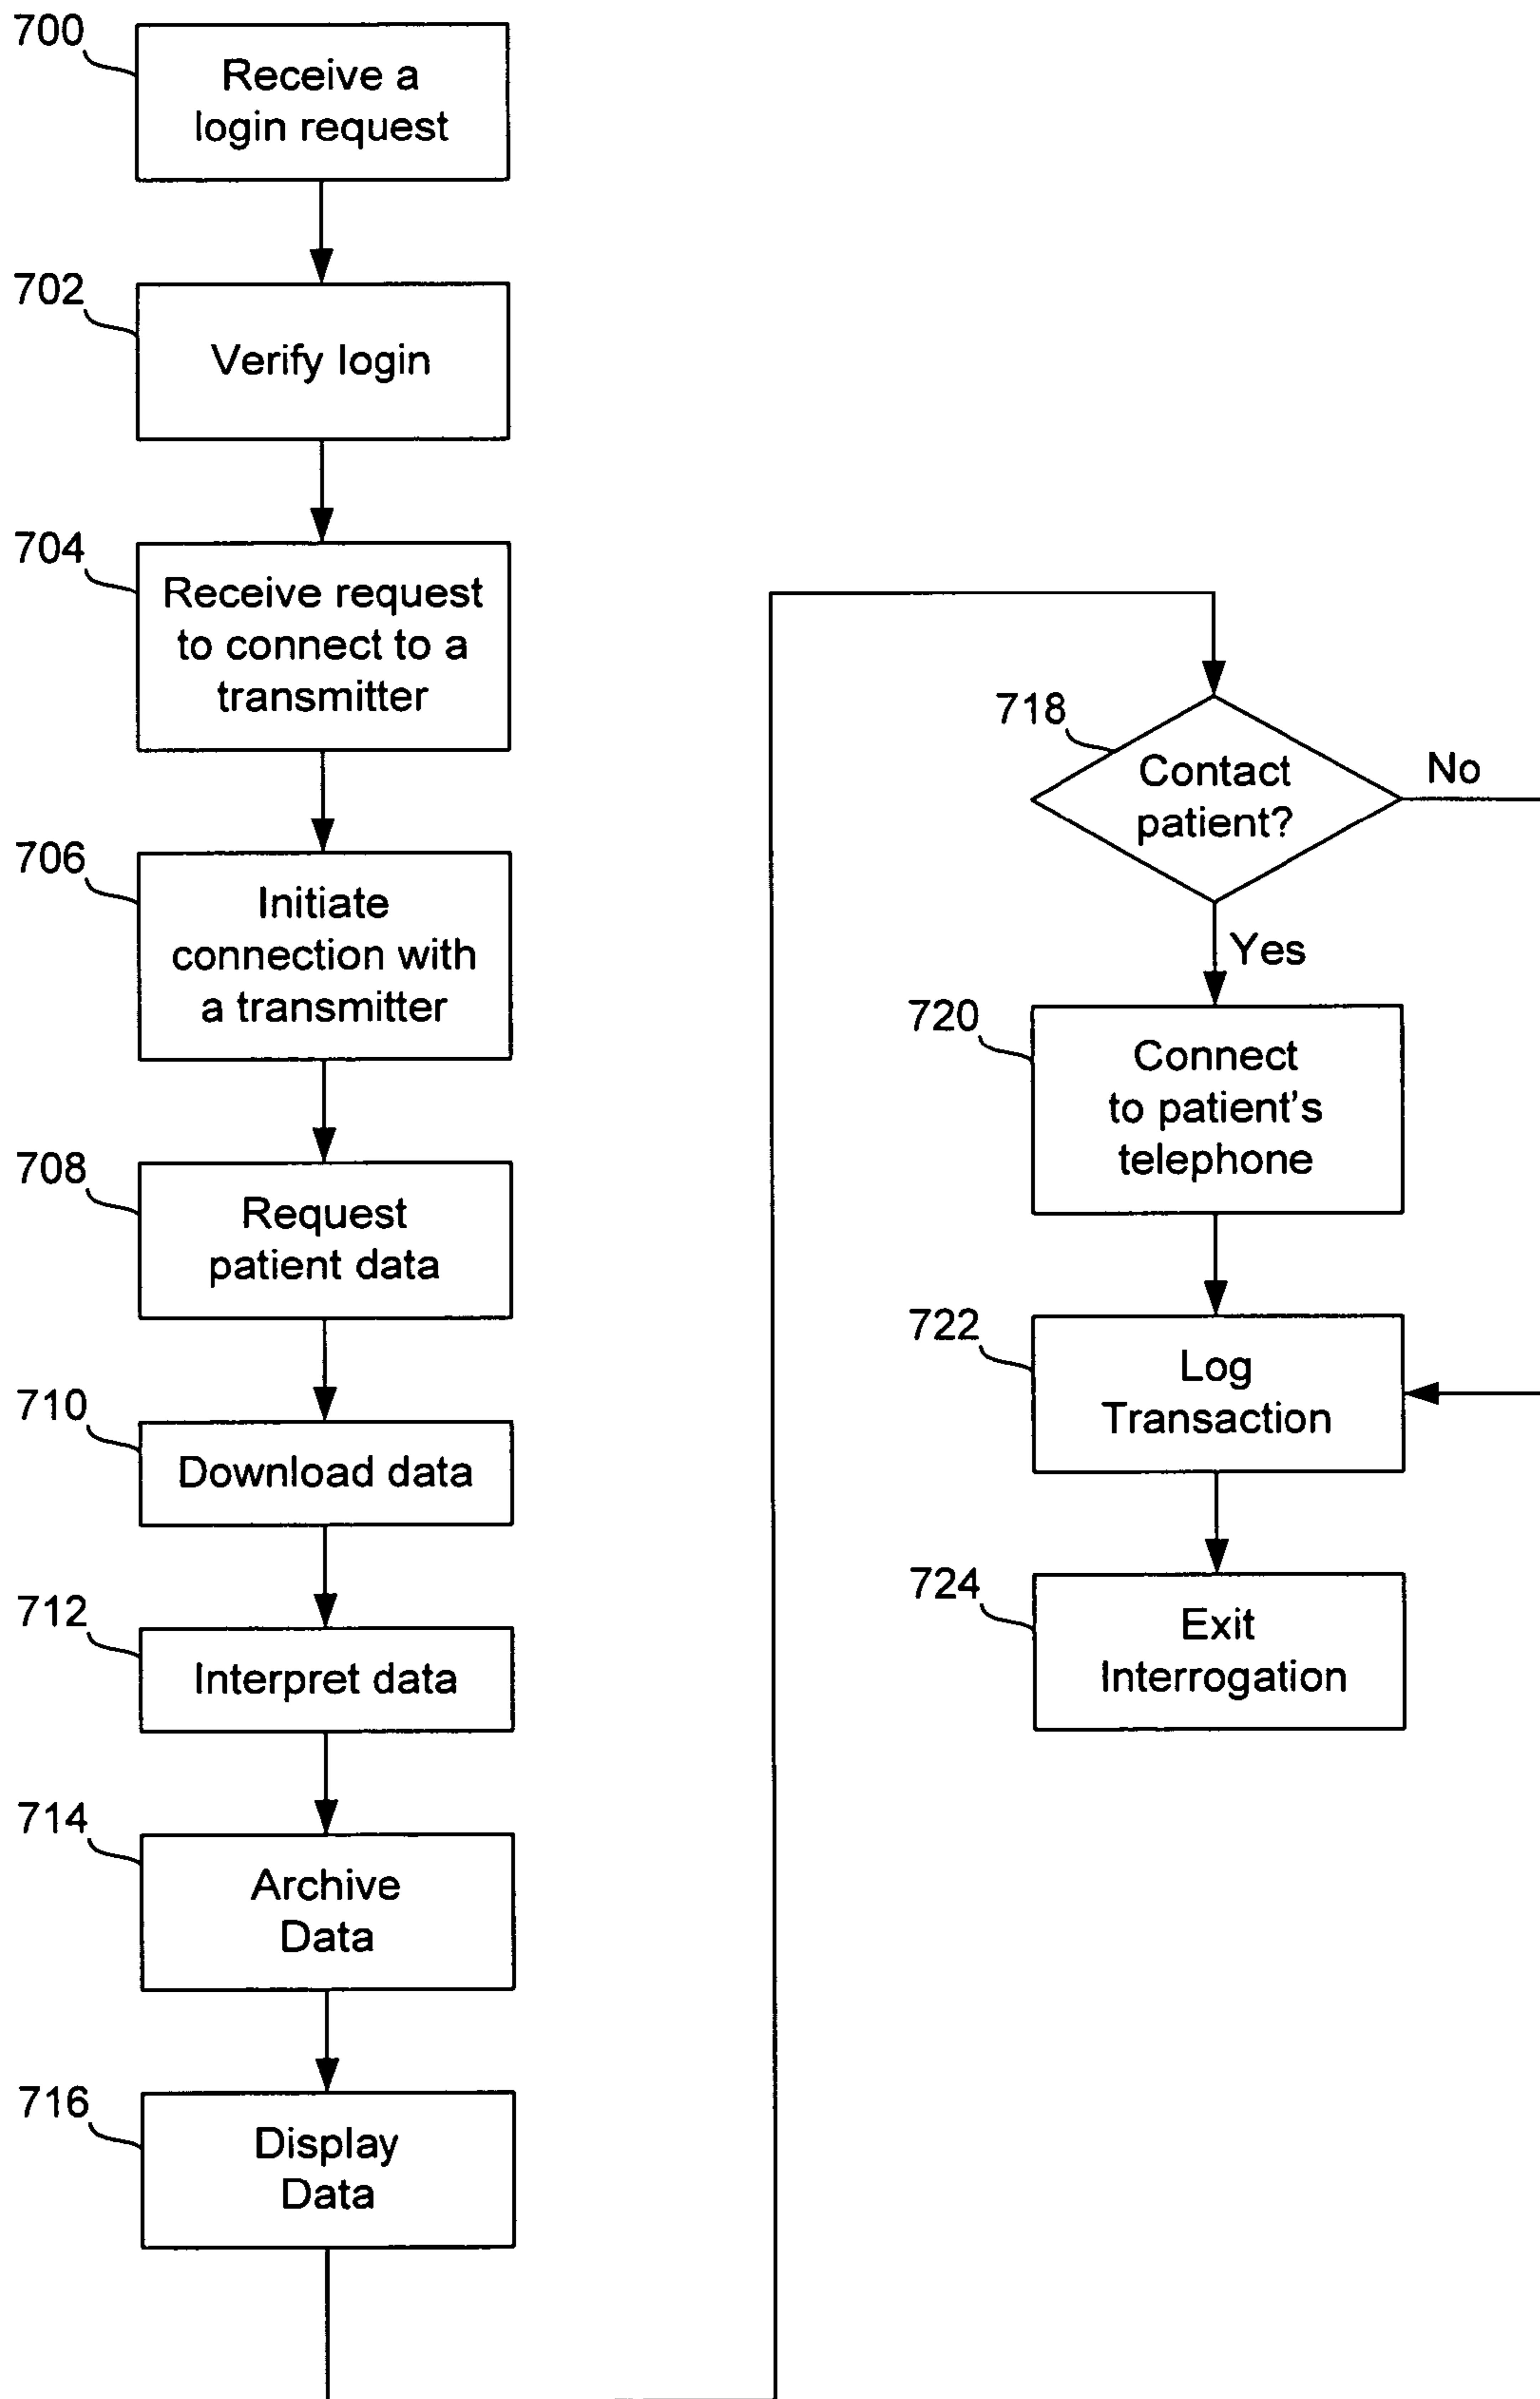 700
Receive a
login request
702
Verify login
704
Receive request
to connect to a
transmitter
706
Initiate
connection with
a transmitter
708
Request
patient data
710
Download data
712
Interpret data
714
Archive
Data
716
Display
Data
718
Contact
patient?
No
Yes
720
Connect
to patient's
telephone
722
Log
Transaction
724
Exit
Interrogation